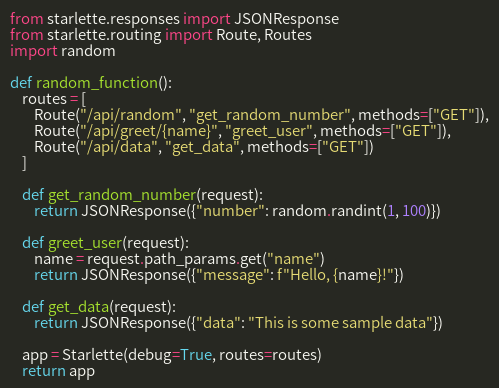 from starlette.responses import JSONResponse
from starlette.routing import Route, Routes
import random

def random_function():
    routes = [
        Route("/api/random", "get_random_number", methods=["GET"]),
        Route("/api/greet/{name}", "greet_user", methods=["GET"]),
        Route("/api/data", "get_data", methods=["GET"])
    ]

    def get_random_number(request):
        return JSONResponse({"number": random.randint(1, 100)})

    def greet_user(request):
        name = request.path_params.get("name")
        return JSONResponse({"message": f"Hello, {name}!"})

    def get_data(request):
        return JSONResponse({"data": "This is some sample data"})

    app = Starlette(debug=True, routes=routes)
    return app